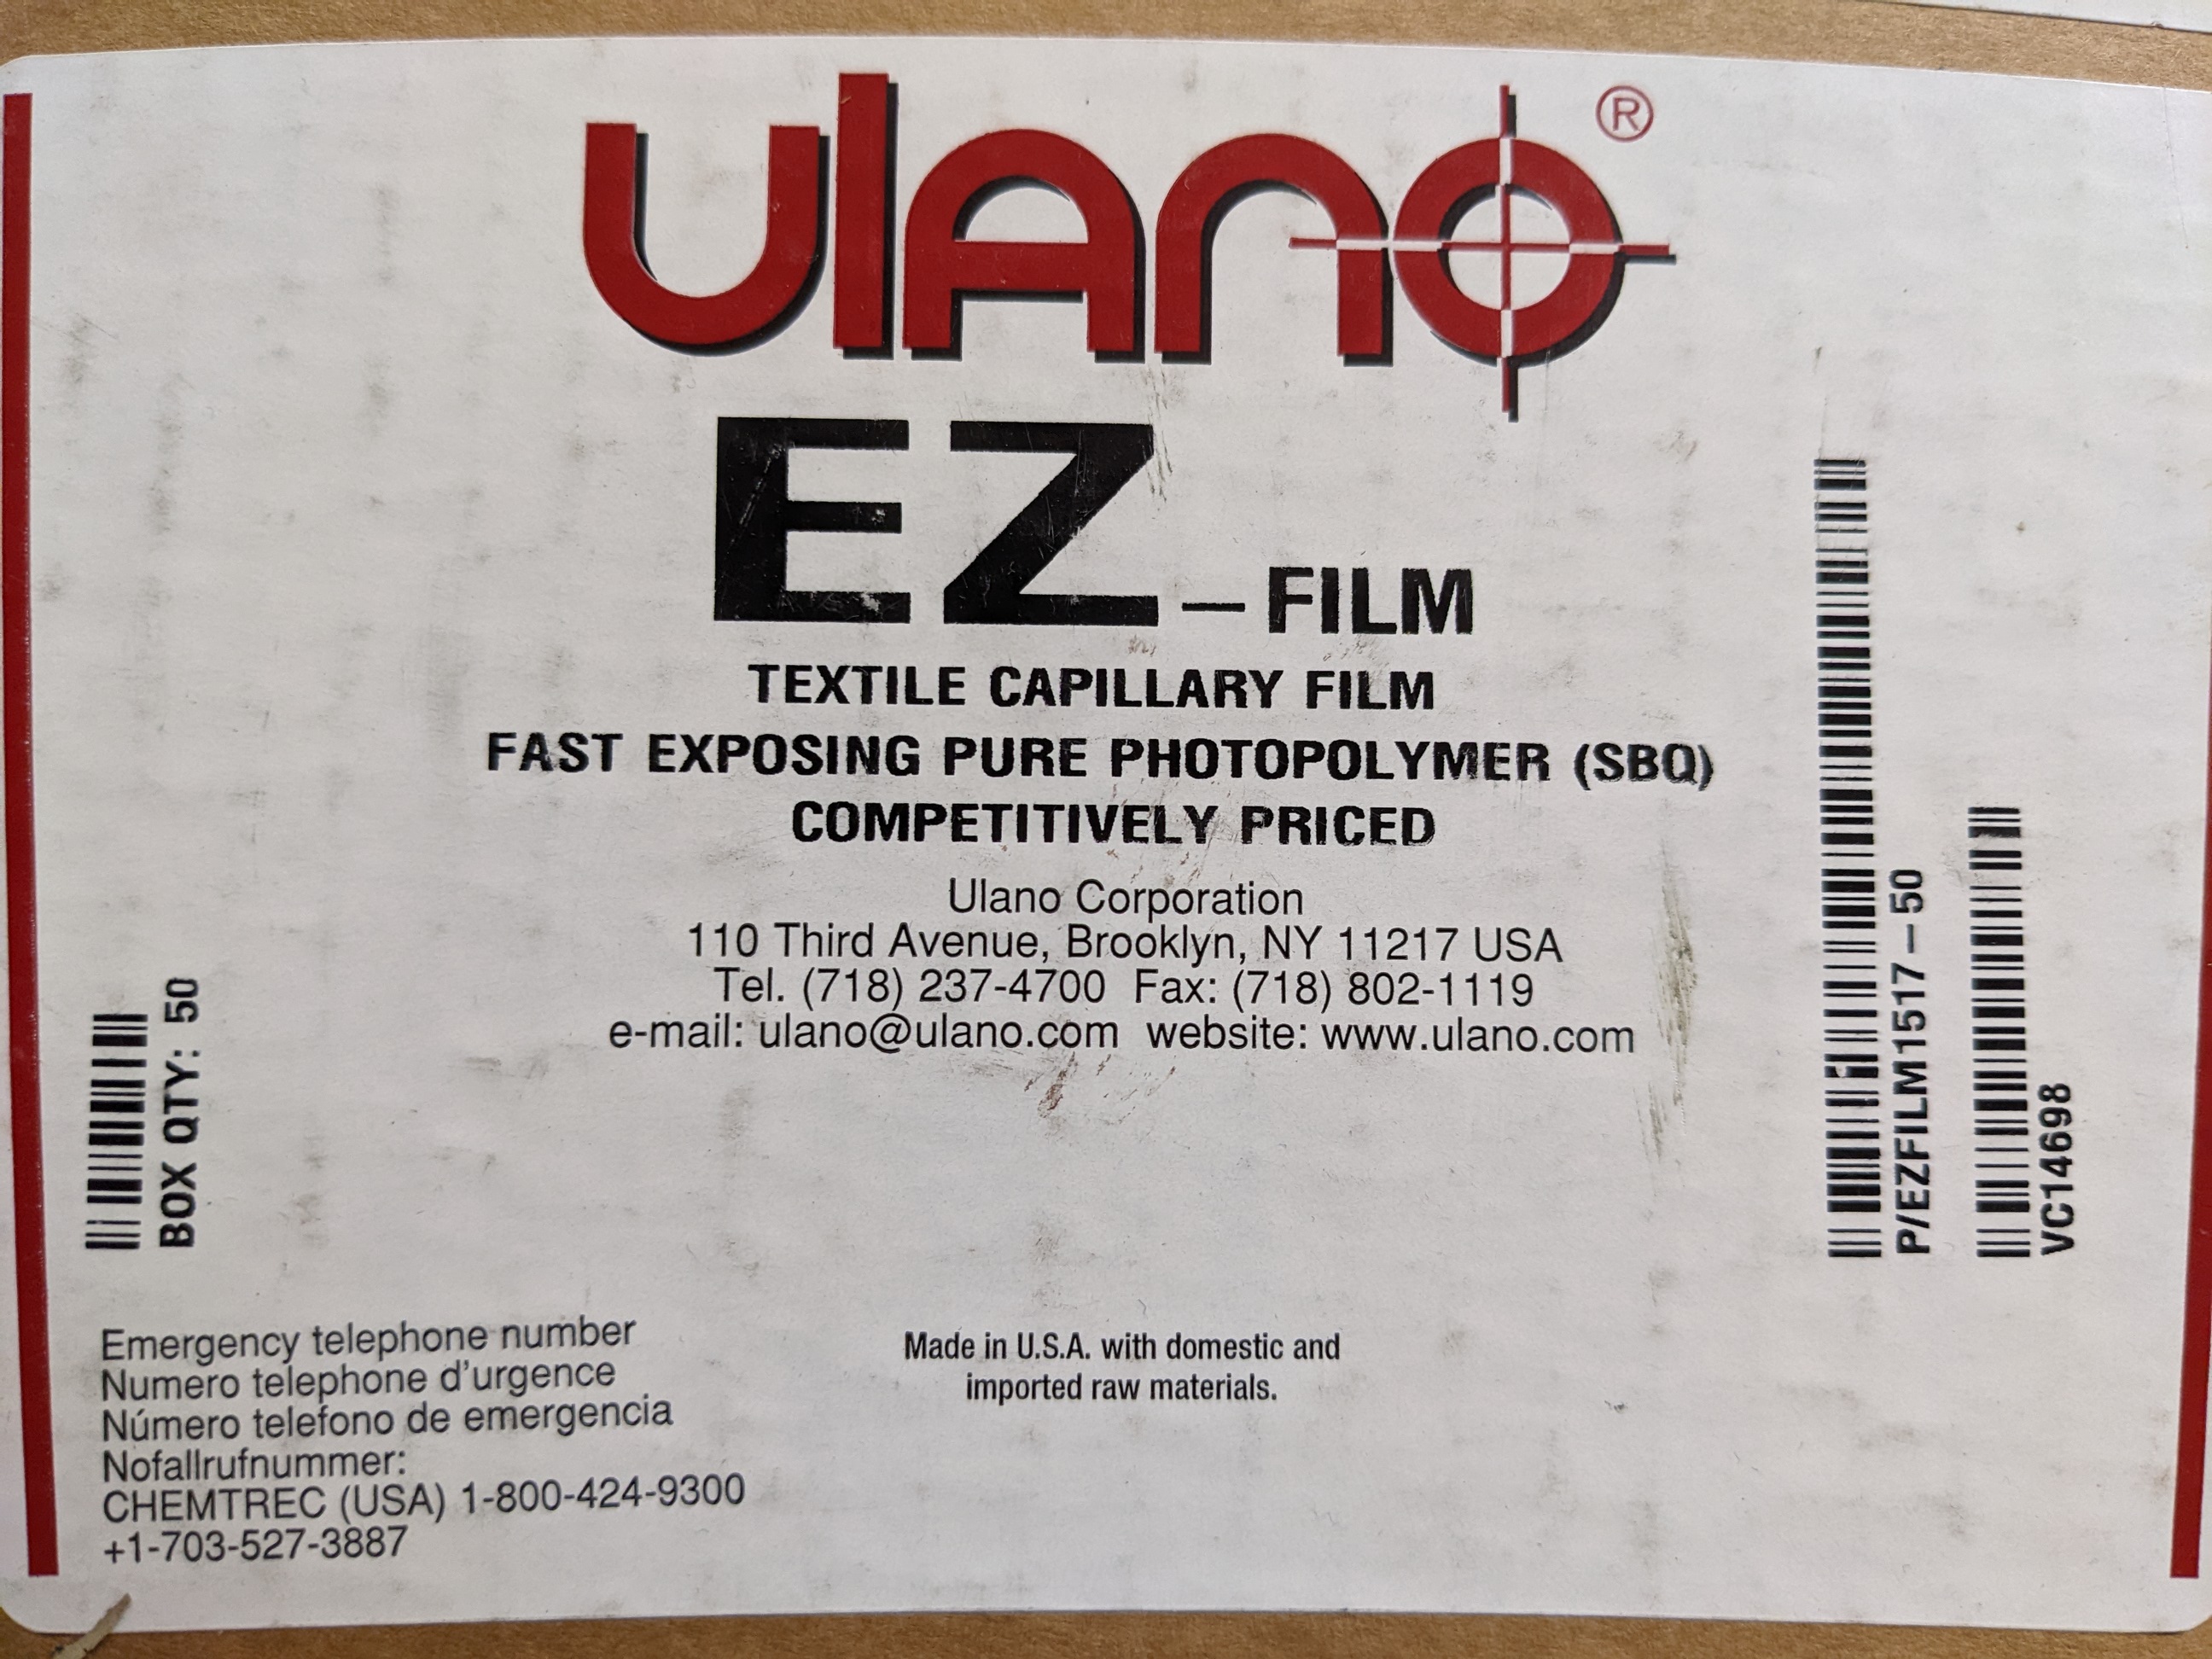 ulano®
EZ – FILM
TEXTILE CAPILLARY FILM
FAST EXPOSING PURE PHOTOPOLYMER (SBQ)
COMPETITIVELY PRICED
Ulano Corporation
110 Third Avenue, Brooklyn, NY 11217 USA
Tel. (718) 237-4700 Fax: (718) 802-1119
e-mail: ulano@ulano.com website: www.ulano.com
BOX QTY: 50
P/EZFILM1517–50
VC14698
Emergency telephone number
Numero telephone d'urgence
Número telefono de emergencia
Nofallrufnummer:
CHEMTREC (USA) 1-800-424-9300
+1-703-527-3887
Made in U.S.A. with domestic and
imported raw materials.